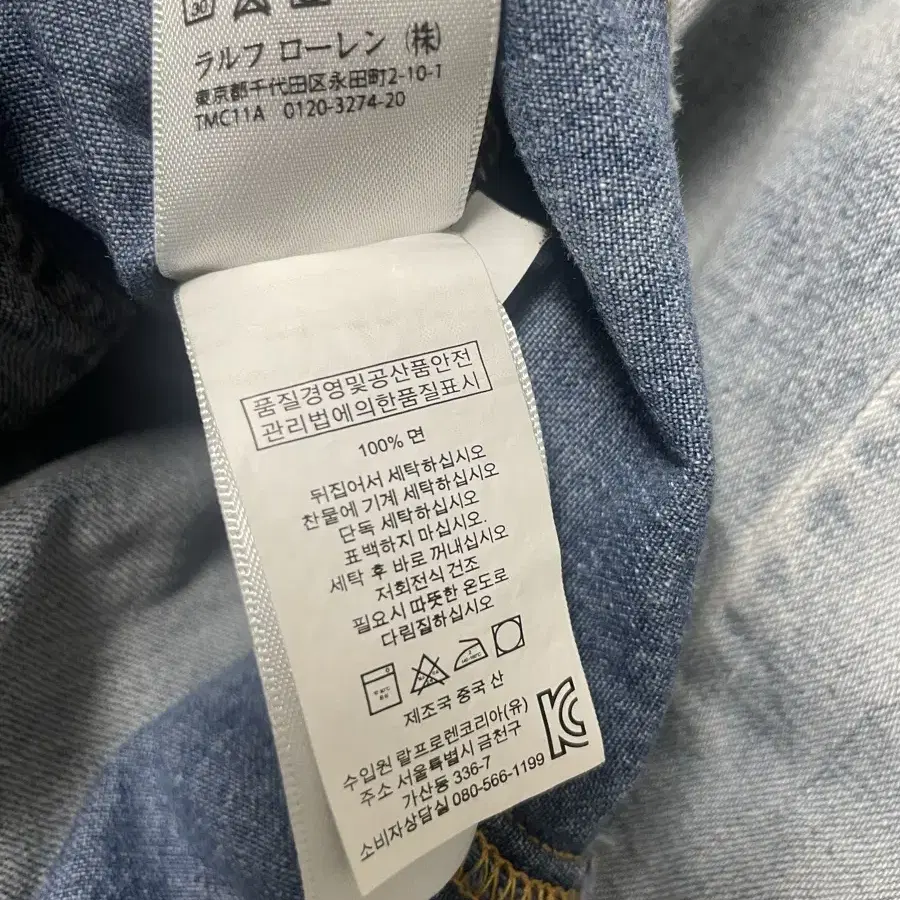 30
ラルフ ローレン (株)
東京都千代田区永田町2-10-1
TMC11A 0120-3274-20
품질경영및공산품안전
관리법에의한품질표시
100% 면
뒤집어서 세탁하십시오
찬물에 기계 세탁하십시오
단독 세탁하십시오
표백하지 마십시오.
세탁 후 바로 꺼내십시오
저회전식 건조
필요시 따뜻한 온도로
다림질하십시오
제조국 중국 산
수입원 랄프로렌코리아(유)
주소 서울특별시 금천구
가산동 336-7
소비자상담실 080-566-1199